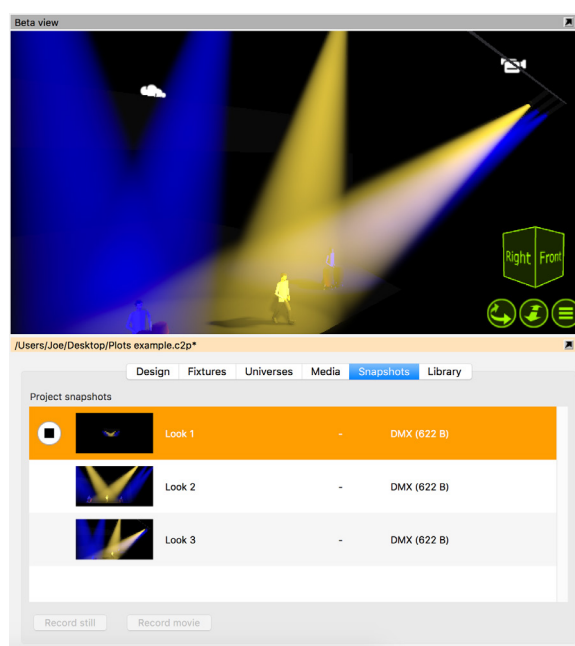 Beta view
Right Front
/Users/Joe/Desktop/Plots example.c2p*
Design Fixtures Universes Media Snapshots Library
Project snapshots
Look 1 - DMX (622 B)
Look 2 - DMX (622 B)
Look 3 - DMX (622 B)
Record still Record movie